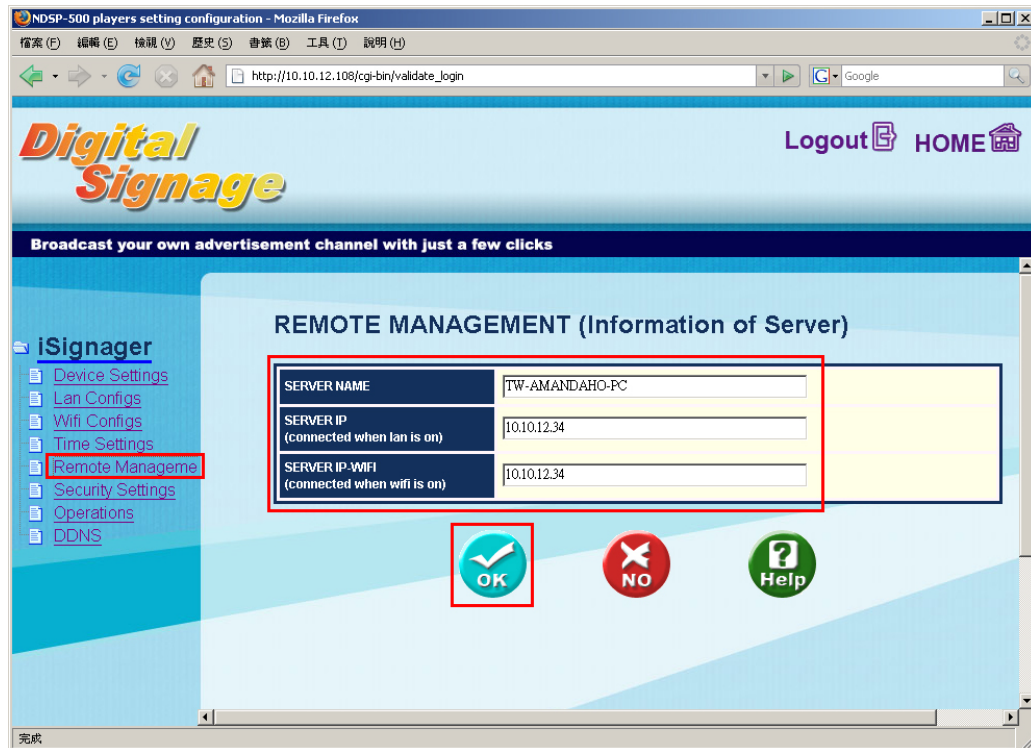 NDSP-500 players setting configuration - Mozilla Firefox
檔案(F) 編輯(E) 檢視(V) 歷史(S) 書籤(B) 工具(T) 說明(H)
http://10.10.12.108/cgi-bin/validate_login
G Google
Digital
Signage
Logout HOME
Broadcast your own advertisement channel with just a few clicks
iSignager
Device Settings
Lan Configs
Wifi Configs
Time Settings
Remote Manageme
Security Settings
Operations
DDNS
REMOTE MANAGEMENT (Information of Server)
SERVER NAME TW-AMANDAHO-PC
SERVER IP
(connected when lan is on) 10.10.12.34
SERVER IP-WIFI
(connected when wifi is on) 10.10.12.34
OK NO ? Help
完成